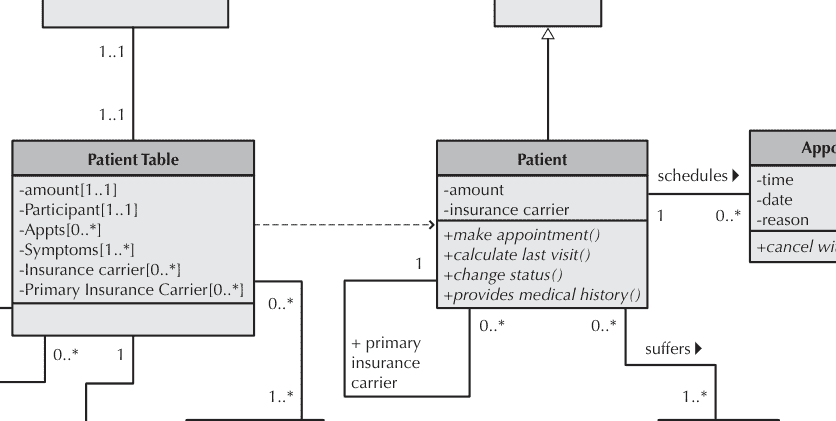 1..1
1..1
Patient Table
-amount[1..1]
-Participant[1..1]
-Appts[0..*]
-Symptoms[1..*]
-Insurance carrier[0..*]
-Primary Insurance Carrier[0..*]
0..*
1
0..*
1..*
Patient
-amount
-insurance carrier
+make appointment()
+calculate last visit()
+change status()
+provides medical history()
1
+ primary
insurance
carrier
0..*
0..*
suffers
1..*
schedules
1
0..*
-time
-date
-reason
+cancel